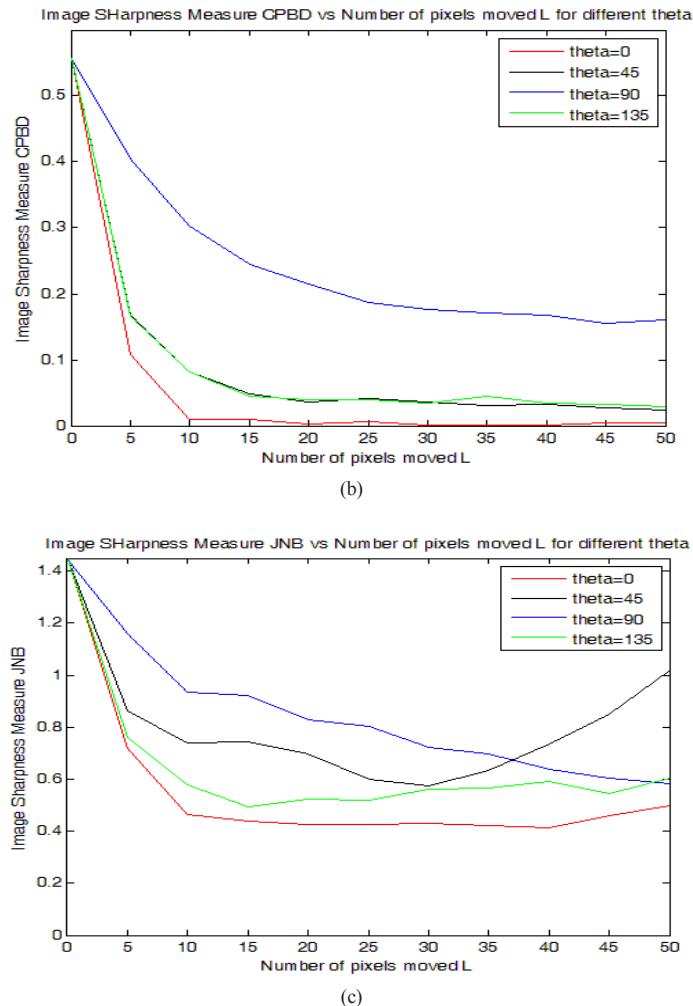 Image SHarpness Measure CPBD vs Number of pixels moved L for different theta
theta=0
theta=45
theta=90
theta=135
Image Sharpness Measure CPBD
0.5
0.4
0.3
0.2
0.1
0
0 5 10 15 20 25 30 35 40 45 50
Number of pixels moved L
(b)
Image SHarpness Measure JNB vs Number of pixels moved L for different theta
theta=0
theta=45
theta=90
theta=135
Image Sharpness Measure JNB
1.4
1.2
1
0.8
0.6
0.4
0.2
0
0 5 10 15 20 25 30 35 40 45 50
Number of pixels moved L
(c)